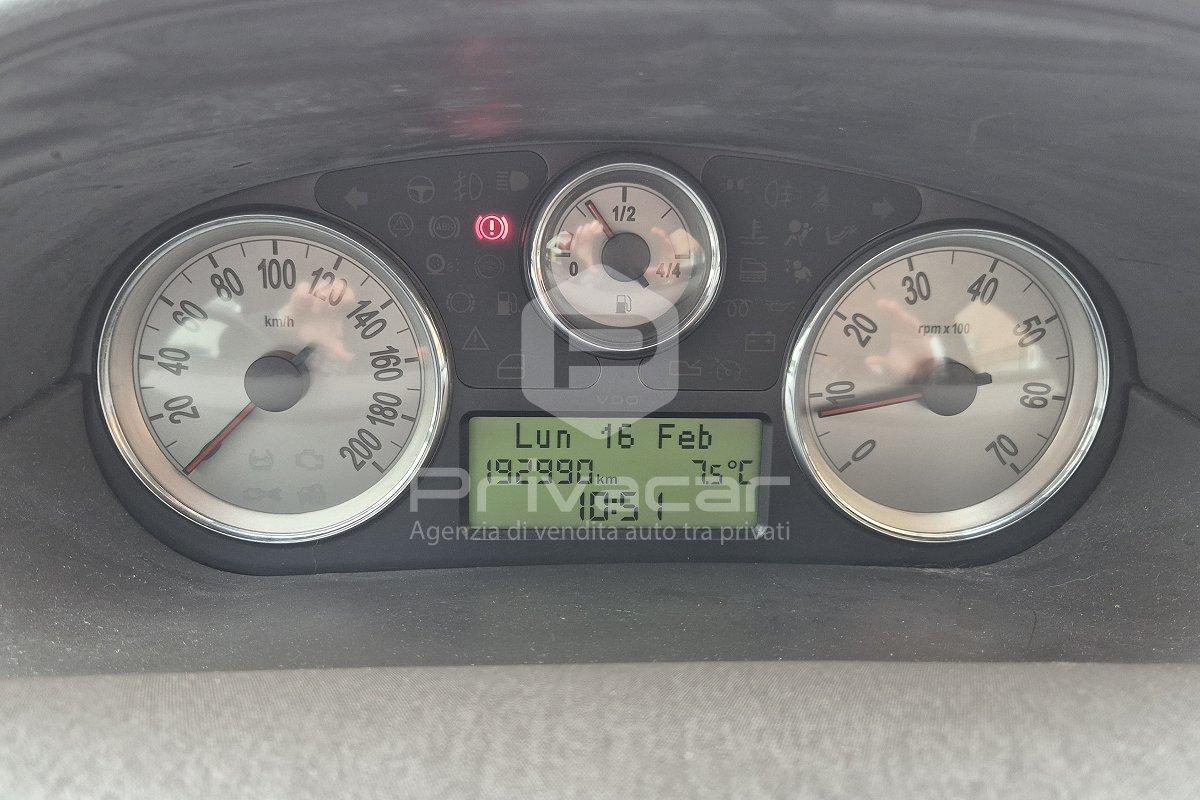 1/2
0
4/4
0 20 40 60 80 100 120 140 160 180 200
km/h
0 10 20 30 40 50 60 70
rpm x 100
VDO
Lun 16 Feb
192990 km 7.5°C
10:51
Privacar
Agenzia di vendita auto tra privati